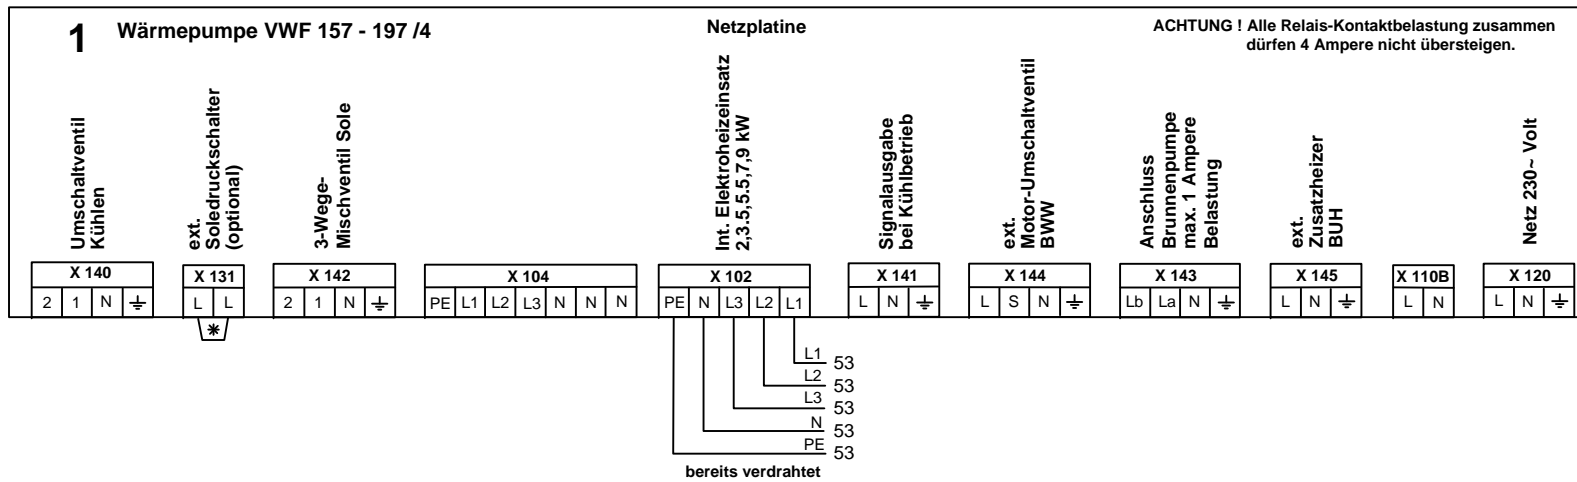 1 Wärmepumpe VWF 157 - 197 /4
Netzplatine
ACHTUNG ! Alle Relais-Kontaktbelastung zusammen
dürfen 4 Ampere nicht übersteigen.
Umschaltventil
Kühlen
ext.
Soledruckschalter
(optional)
3-Wege-
Mischventil Sole
Int. Elektroheizeinsatz
2,3.5,5.5,7,9 kW
Signalausgabe
bei Kühlbetrieb
ext.
Motor-Umschaltventil
BWW
Anschluss
Brunnenpumpe
max. 1 Ampere
Belastung
ext.
Zusatzheizer
BUH
Netz 230~ Volt
X 140
2 1 N ⏚
X 131
L L
*
X 142
2 1 N ⏚
X 104
PE L1 L2 L3 N N N
X 102
PE N L3 L2 L1
X 141
L N ⏚
X 144
L S N ⏚
X 143
Lb La N ⏚
X 145
L N ⏚
X 110B
L N
X 120
L N ⏚
L1 53
L2 53
L3 53
N 53
PE 53
bereits verdrahtet